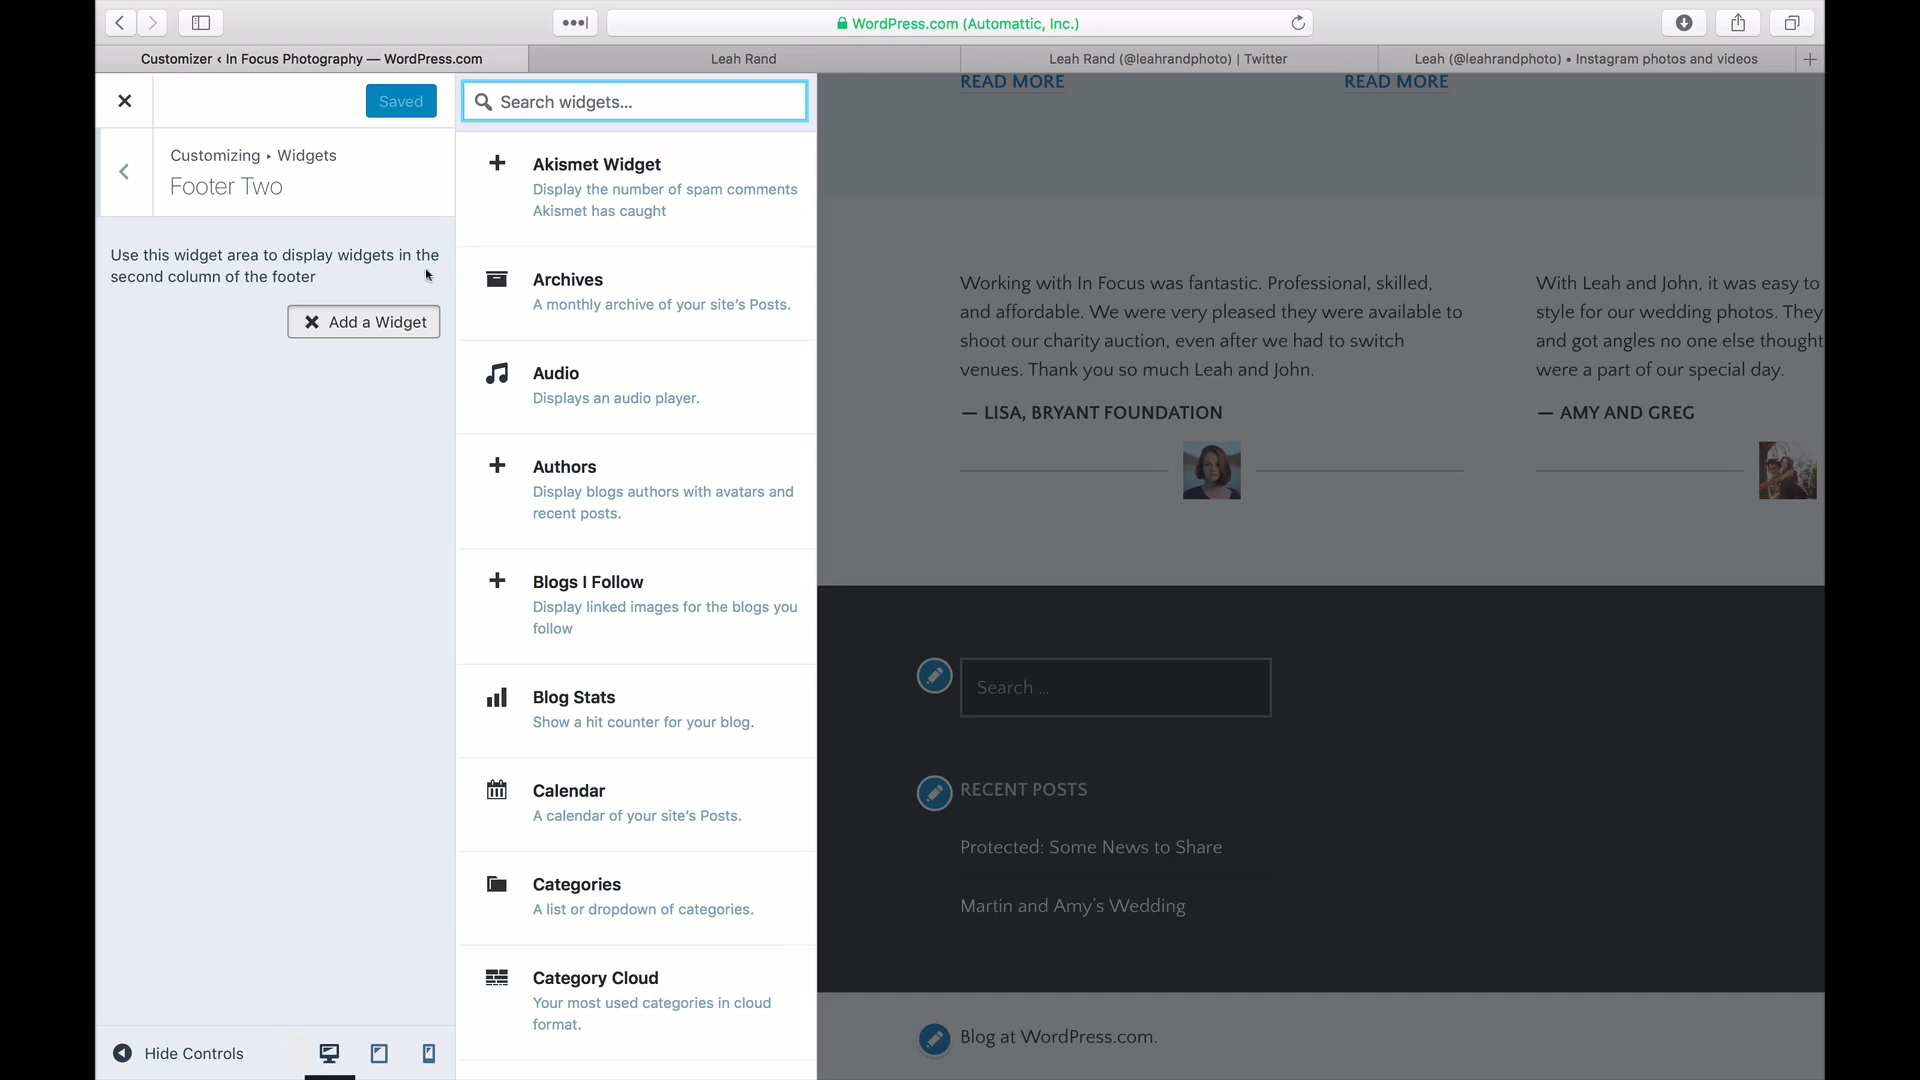 WordPress.com (Automattic, Inc.)
Customizer ‹ In Focus Photography — WordPress.com
Leah Rand
Leah Rand (@leahrandphoto) | Twitter
Leah (@leahrandphoto) • Instagram photos and videos
Saved
Customizing ▸ Widgets
Footer Two
Use this widget area to display widgets in the
second column of the footer
Add a Widget
Hide Controls
Search widgets...
Akismet Widget
Display the number of spam comments
Akismet has caught
Archives
A monthly archive of your site's Posts.
Audio
Displays an audio player.
Authors
Display blogs authors with avatars and
recent posts.
Blogs I Follow
Display linked images for the blogs you
follow
Blog Stats
Show a hit counter for your blog.
Calendar
A calendar of your site's Posts.
Categories
A list or dropdown of categories.
Category Cloud
Your most used categories in cloud
format.
READ MORE
READ MORE
Working with In Focus was fantastic. Professional, skilled,
and affordable. We were very pleased they were available to
shoot our charity auction, even after we had to switch
venues. Thank you so much Leah and John.
— LISA, BRYANT FOUNDATION
With Leah and John, it was easy to
style for our wedding photos. They
and got angles no one else thought
were a part of our special day.
— AMY AND GREG
Search ...
RECENT POSTS
Protected: Some News to Share
Martin and Amy's Wedding
Blog at WordPress.com.